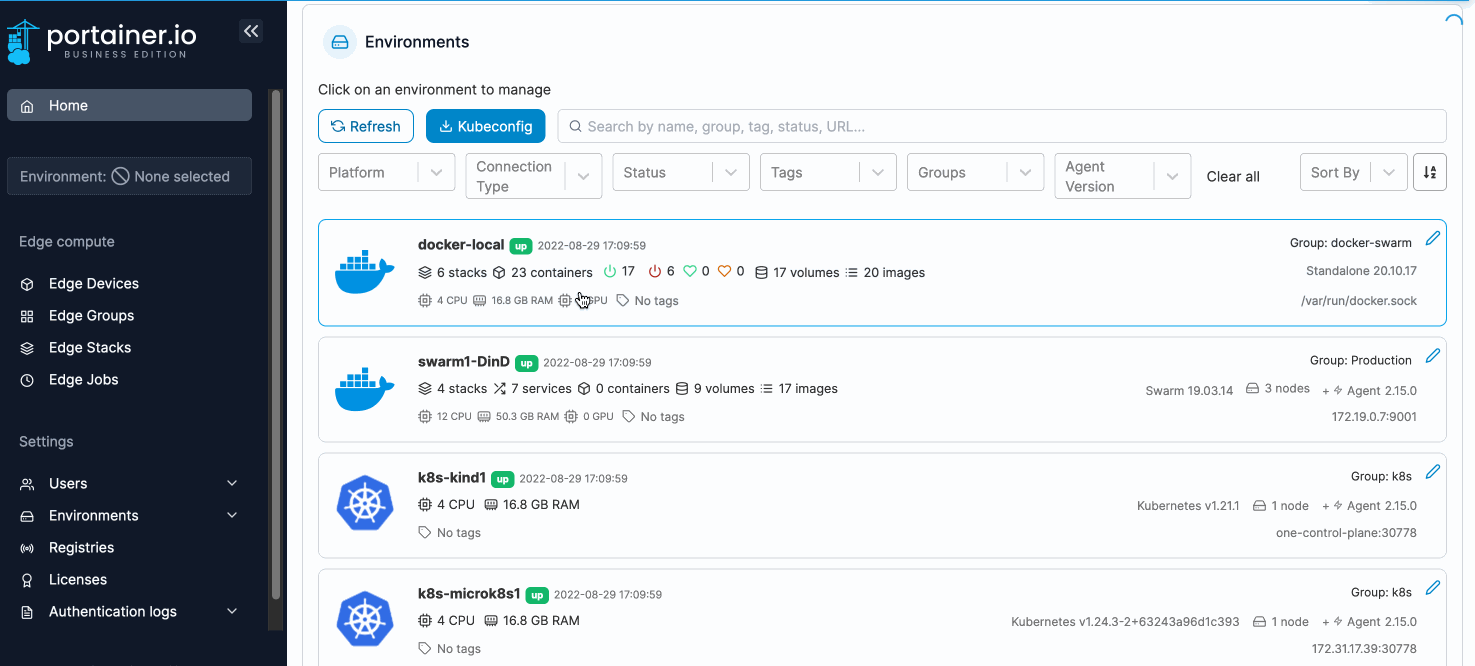 portainer.io
BUSINESS EDITION
Home
Environment: None selected
Edge compute
Edge Devices
Edge Groups
Edge Stacks
Edge Jobs
Settings
Users
Environments
Registries
Licenses
Authentication logs
Environments
Click on an environment to manage
Refresh
Kubeconfig
Search by name, group, tag, status, URL...
Platform
Connection Type
Status
Tags
Groups
Agent Version
Clear all
Sort By
docker-local up 2022-08-29 17:09:59
Group: docker-swarm
6 stacks 23 containers 17 6 0 0 17 volumes 20 images
Standalone 20.10.17
4 CPU 16.8 GB RAM No tags
/var/run/docker.sock
swarm1-DinD up 2022-08-29 17:09:59
Group: Production
4 stacks 7 services 0 containers 9 volumes 17 images
Swarm 19.03.14 3 nodes + Agent 2.15.0
12 CPU 50.3 GB RAM 0 GPU No tags
172.19.0.7:9001
k8s-kind1 up 2022-08-29 17:09:59
Group: k8s
4 CPU 16.8 GB RAM
Kubernetes v1.21.1 1 node + Agent 2.15.0
No tags
one-control-plane:30778
k8s-microk8s1 up 2022-08-29 17:09:59
Group: k8s
4 CPU 16.8 GB RAM
Kubernetes v1.24.3-2+63243a96d1c393 1 node + Agent 2.15.0
No tags
172.31.17.39:30778